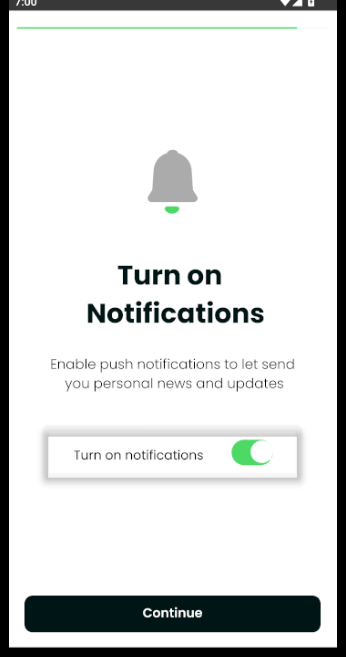 7:00
Turn on
Notifications
Enable push notifications to let send
you personal news and updates
Turn on notifications
Continue